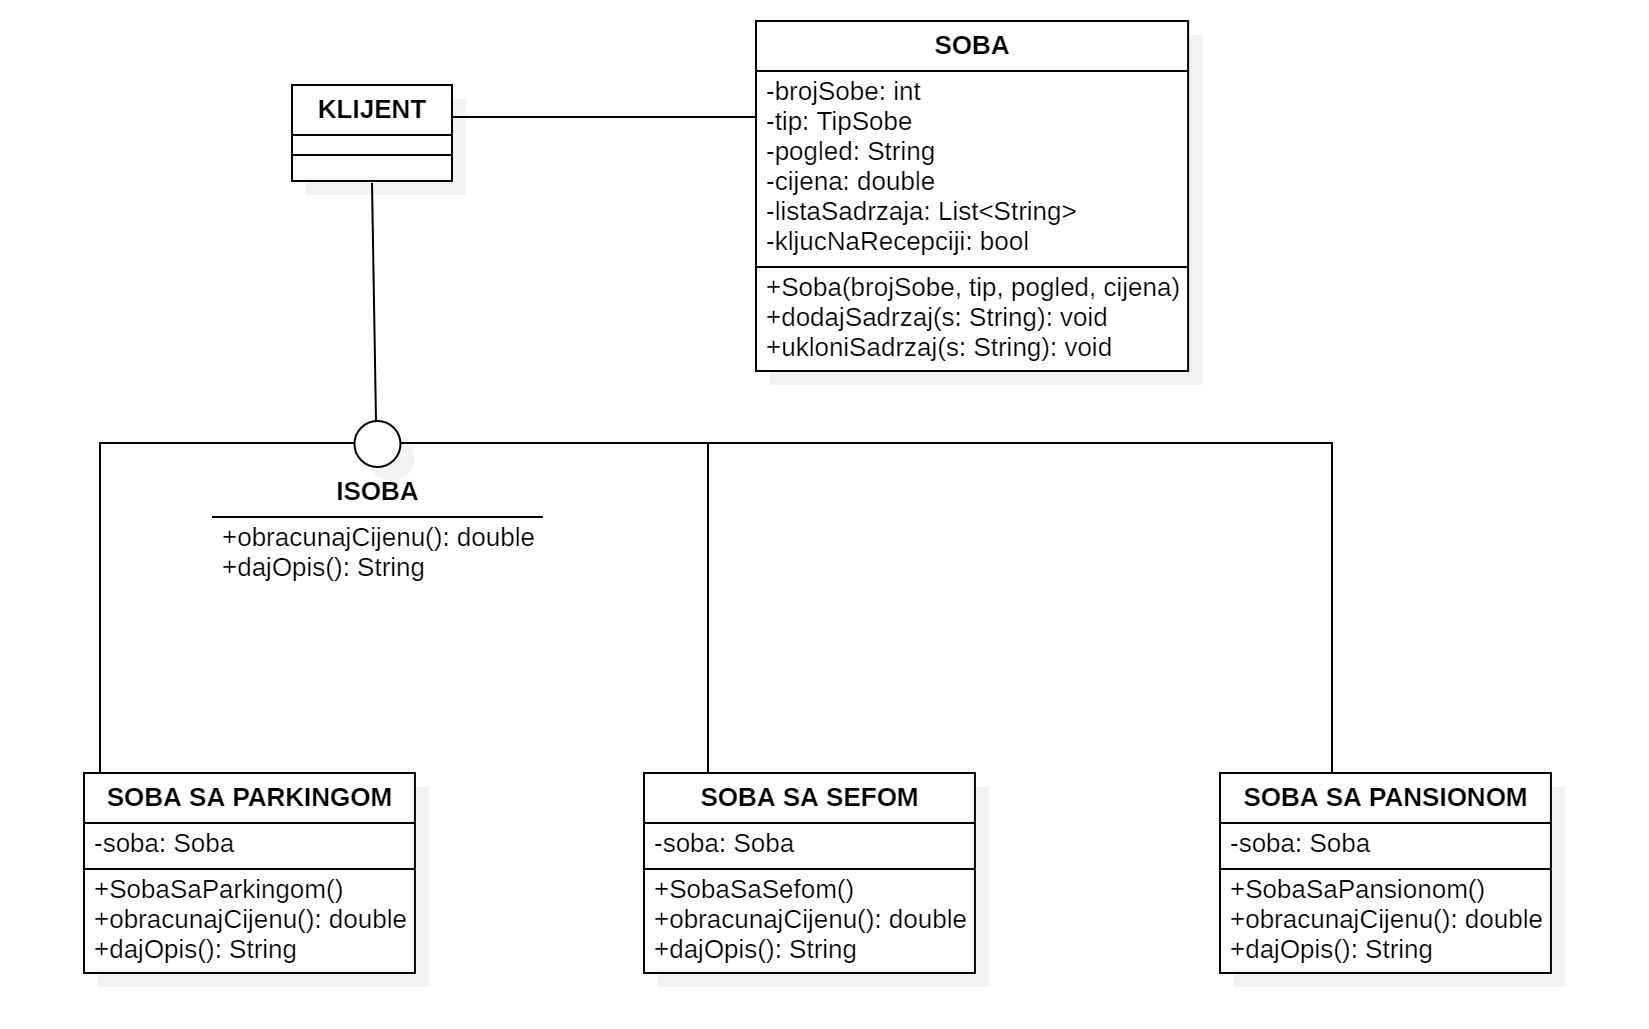 KLIJENT
SOBA
-brojSobe: int
-tip: TipSobe
-pogled: String
-cijena: double
-listaSadrzaja: List<String>
-kljucNaRecepciji: bool
+Soba(brojSobe, tip, pogled, cijena)
+dodajSadrzaj(s: String): void
+ukloniSadrzaj(s: String): void
ISOBA
+obracunajCijenu(): double
+dajOpis(): String
SOBA SA PARKINGOM
-soba: Soba
+SobaSaParkingom()
+obracunajCijenu(): double
+dajOpis(): String
SOBA SA SEFOM
-soba: Soba
+SobaSaSefom()
+obracunajCijenu(): double
+dajOpis(): String
SOBA SA PANSIONOM
-soba: Soba
+SobaSaPansionom()
+obracunajCijenu(): double
+dajOpis(): String